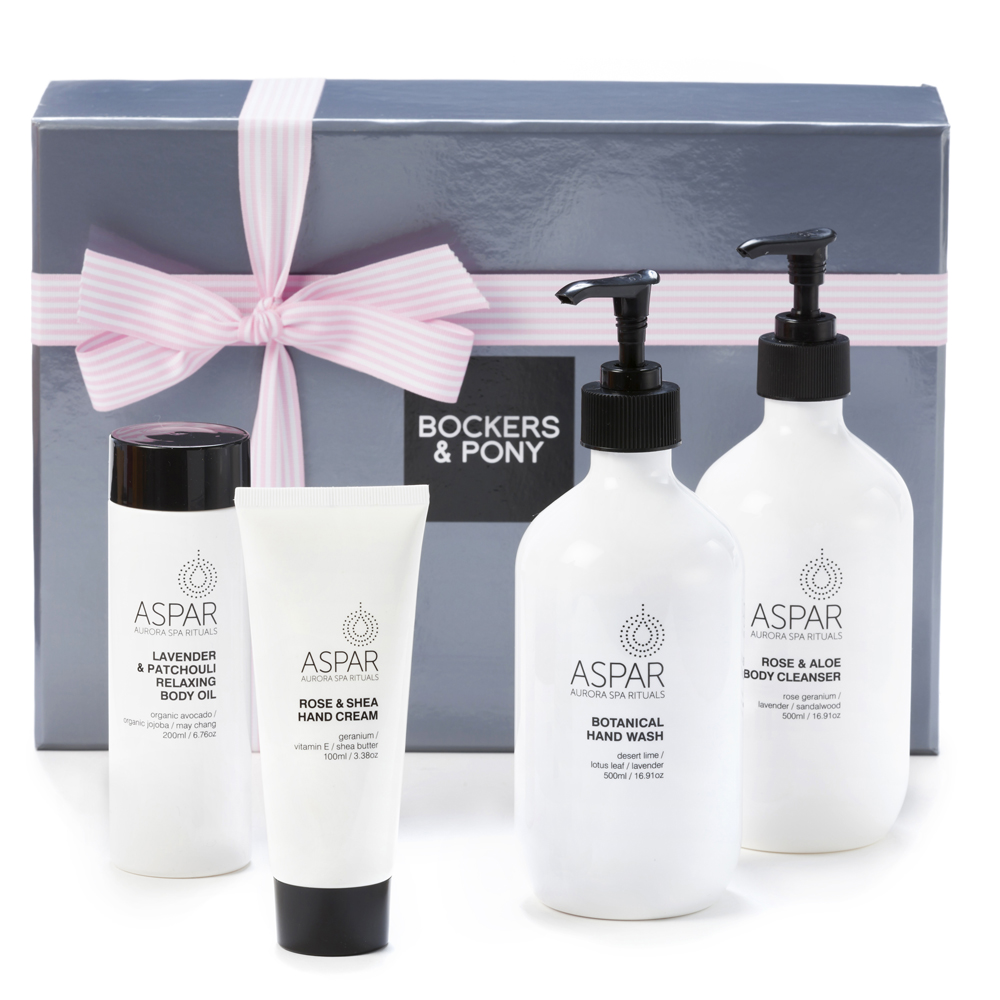 BOCKERS
& PONY
ASPAR
AURORA SPA RITUALS
LAVENDER
& PATCHOULI
RELAXING
BODY OIL
organic avocado /
organic jojoba / may chang
200ml / 6.76oz
ASPAR
AURORA SPA RITUALS
ROSE & SHEA
HAND CREAM
geranium /
vitamin E / shea butter
100ml / 3.38oz
ASPAR
AURORA SPA RITUALS
BOTANICAL
HAND WASH
desert lime /
lotus leaf / lavender
500ml / 16.91oz
ASPAR
AURORA SPA RITUALS
ROSE & ALOE
BODY CLEANSER
rose geranium /
lavender / sandalwood
500ml / 16.91oz